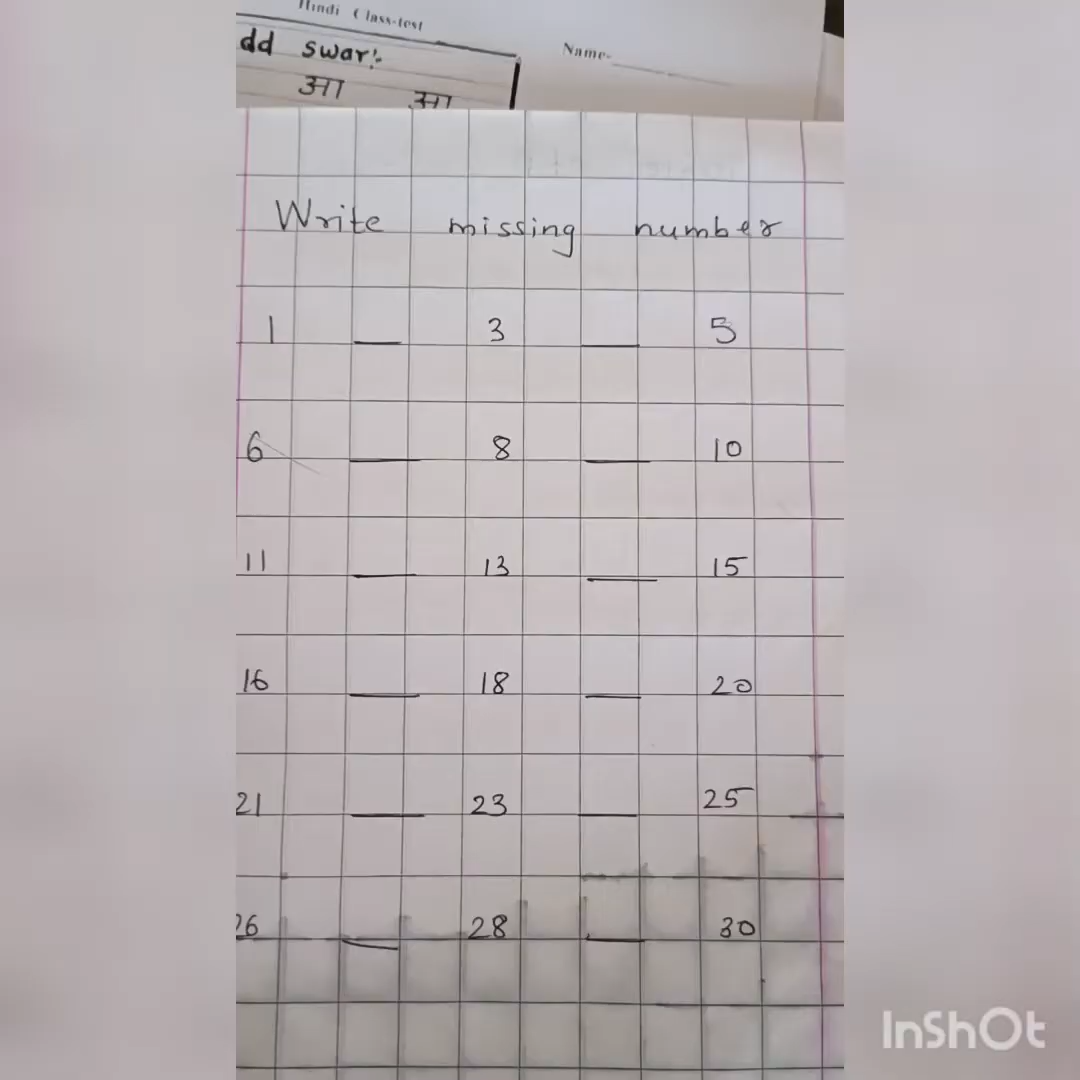 Hindi Class-test
Name-
dd swar:-
आ आ
Write missing number
1 __ 3 __ 5
6 __ 8 __ 10
11 __ 13 __ 15
16 __ 18 __ 20
21 __ 23 __ 25
26 __ 28 __ 30
InShOt